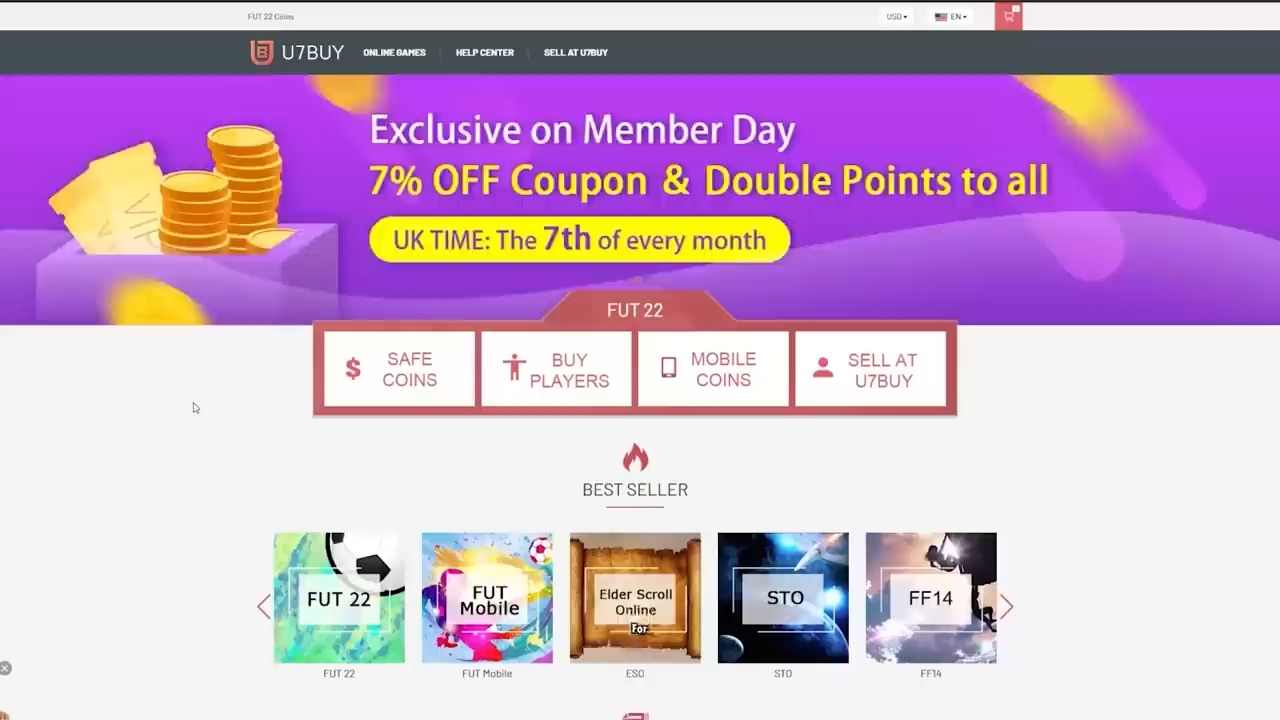 FUT 22 Coins
USD
EN
U7BUY
ONLINE GAMES
HELP CENTER
SELL AT U7BUY
Exclusive on Member Day
7% OFF Coupon & Double Points to all
UK TIME: The 7th of every month
FUT 22
SAFE
COINS
BUY
PLAYERS
MOBILE
COINS
SELL AT
U7BUY
BEST SELLER
FUT 22
FUT
Mobile
Elder Scroll
Online
For
STO
FF14
FUT 22
FUT Mobile
ESO
STO
FF14